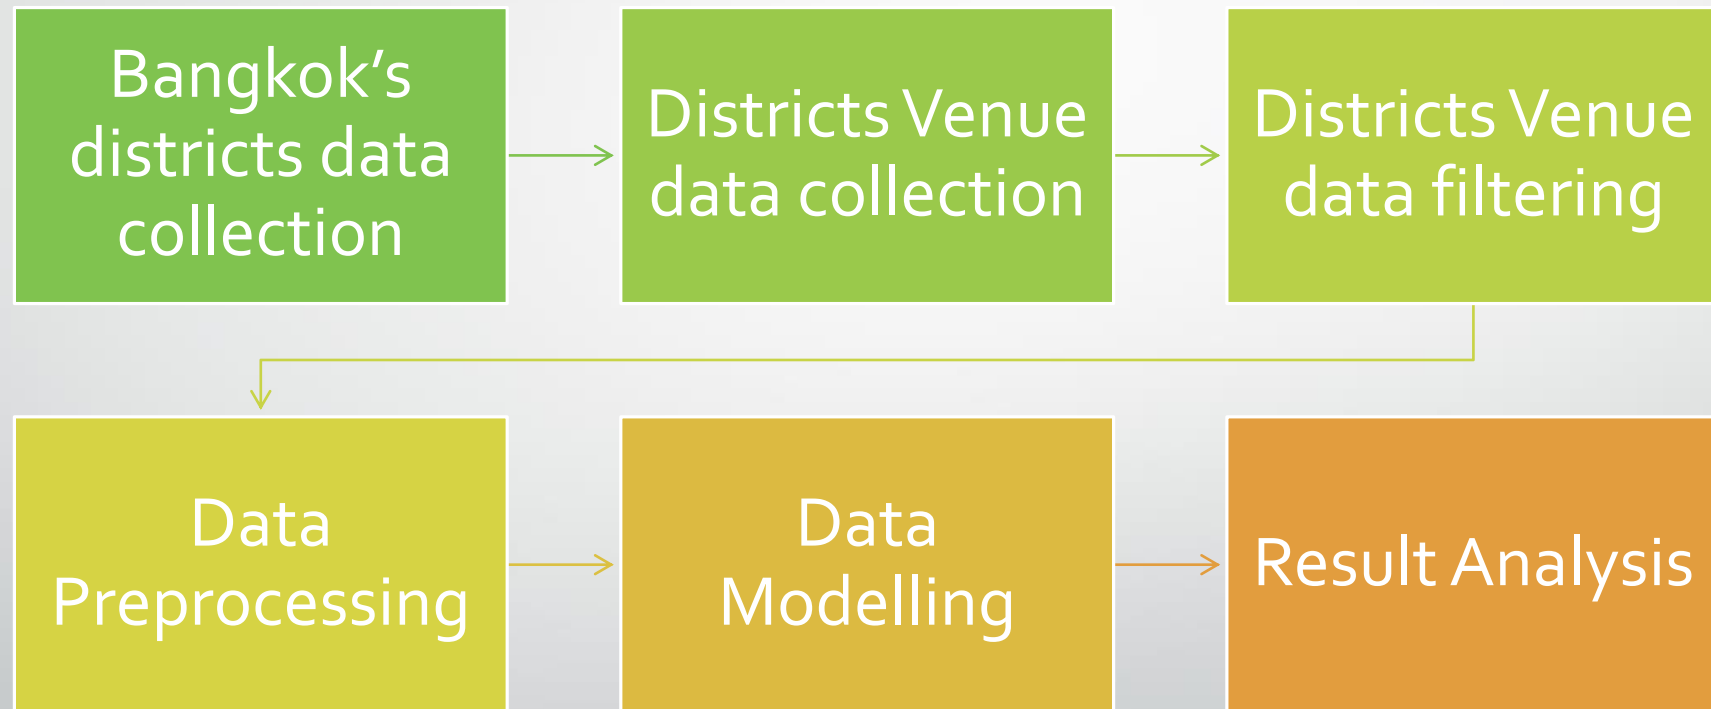 Bangkok’s
districts data
collection
Districts Venue
data collection
Districts Venue
data filtering
Data
Preprocessing
Data
Modelling
Result Analysis